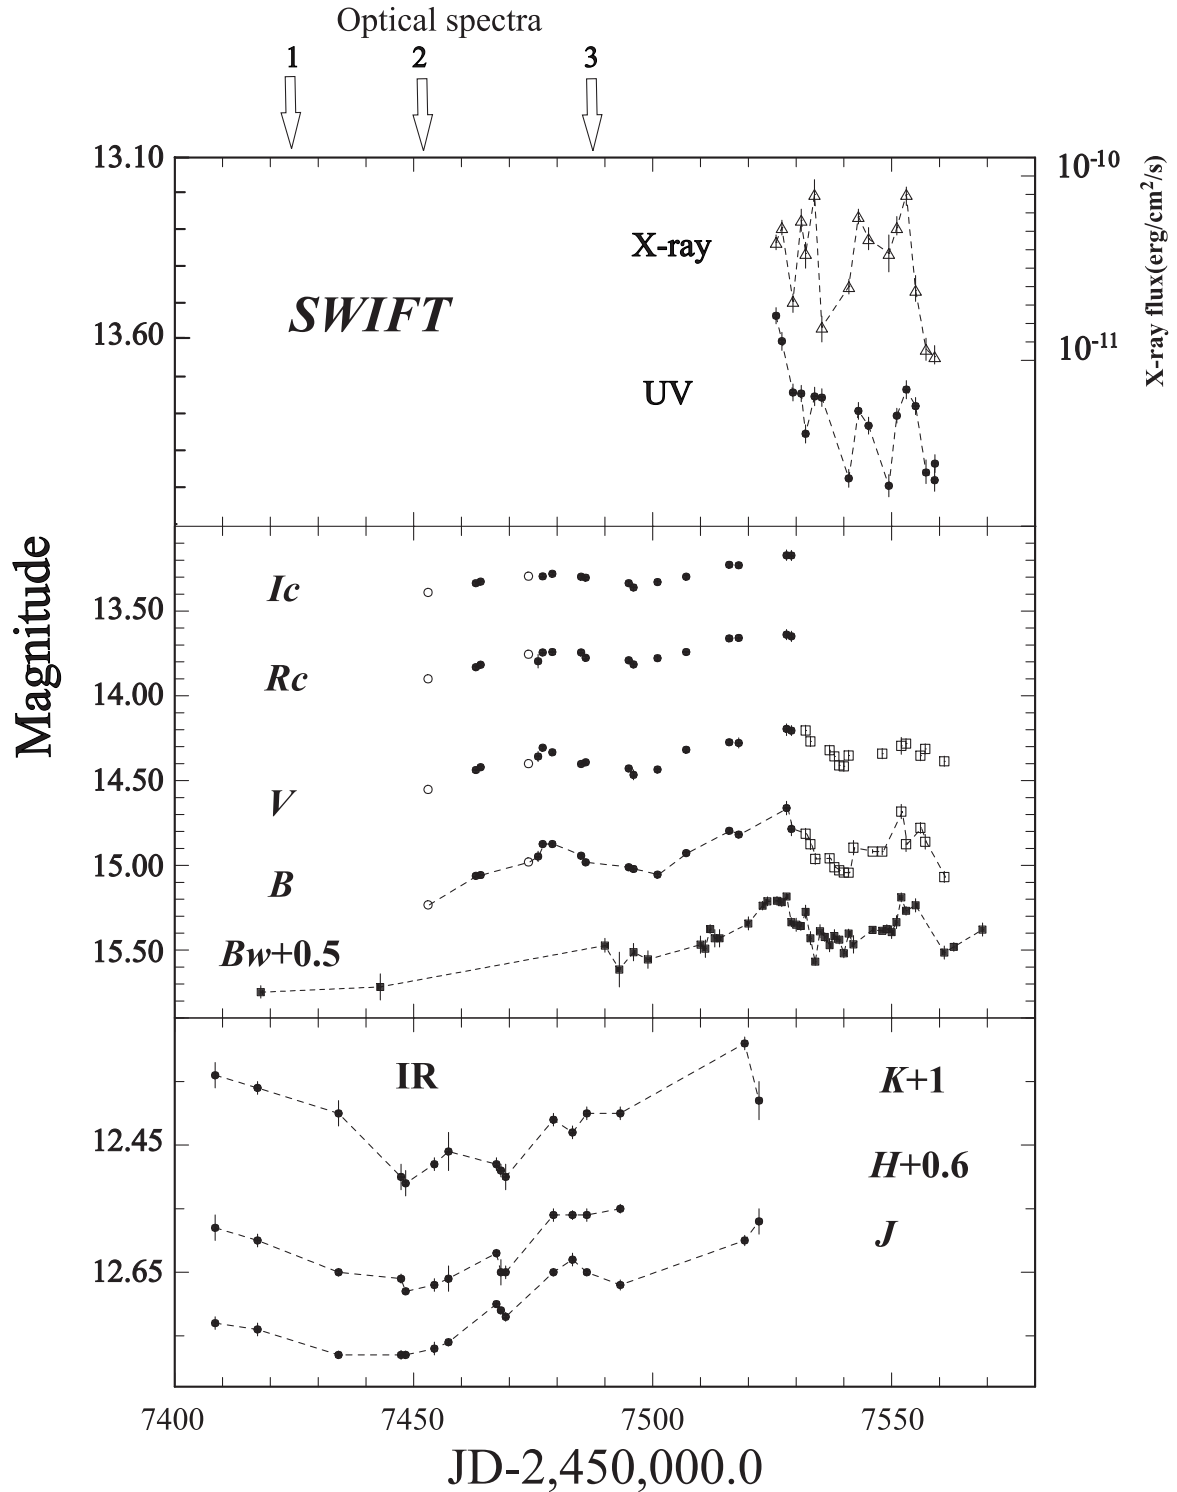 Optical spectra
1 2 3
13.10
10-10
X-ray
SWIFT
13.60
10-11
UV
X-ray flux(erg/cm2/s)
Magnitude
Ic
13.50
Rc
14.00
14.50
V
15.00
B
15.50
Bw+0.5
IR
K+1
12.45
H+0.6
J
12.65
7400 7450 7500 7550
JD-2,450,000.0